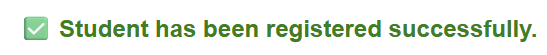 ✅ Student has been registered successfully.